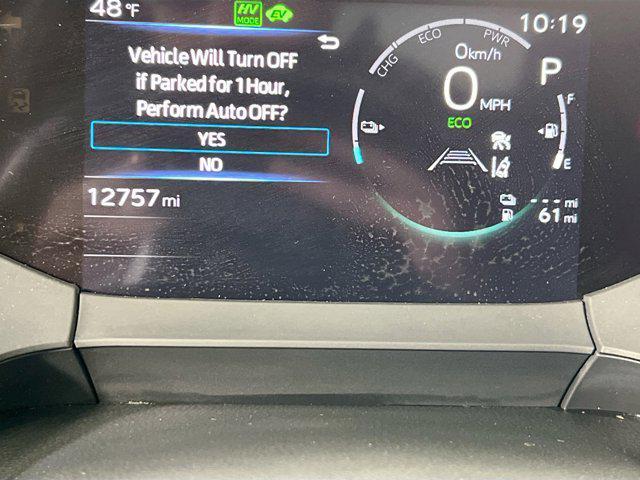 48 °F
HV MODE
EV
10:19
Vehicle Will Turn OFF
if Parked for 1 Hour,
Perform Auto OFF?
YES
NO
12757 mi
CHG
ECO
PWR
0 km/h
0 MPH
ECO
P
F
E
--- mi
61 mi